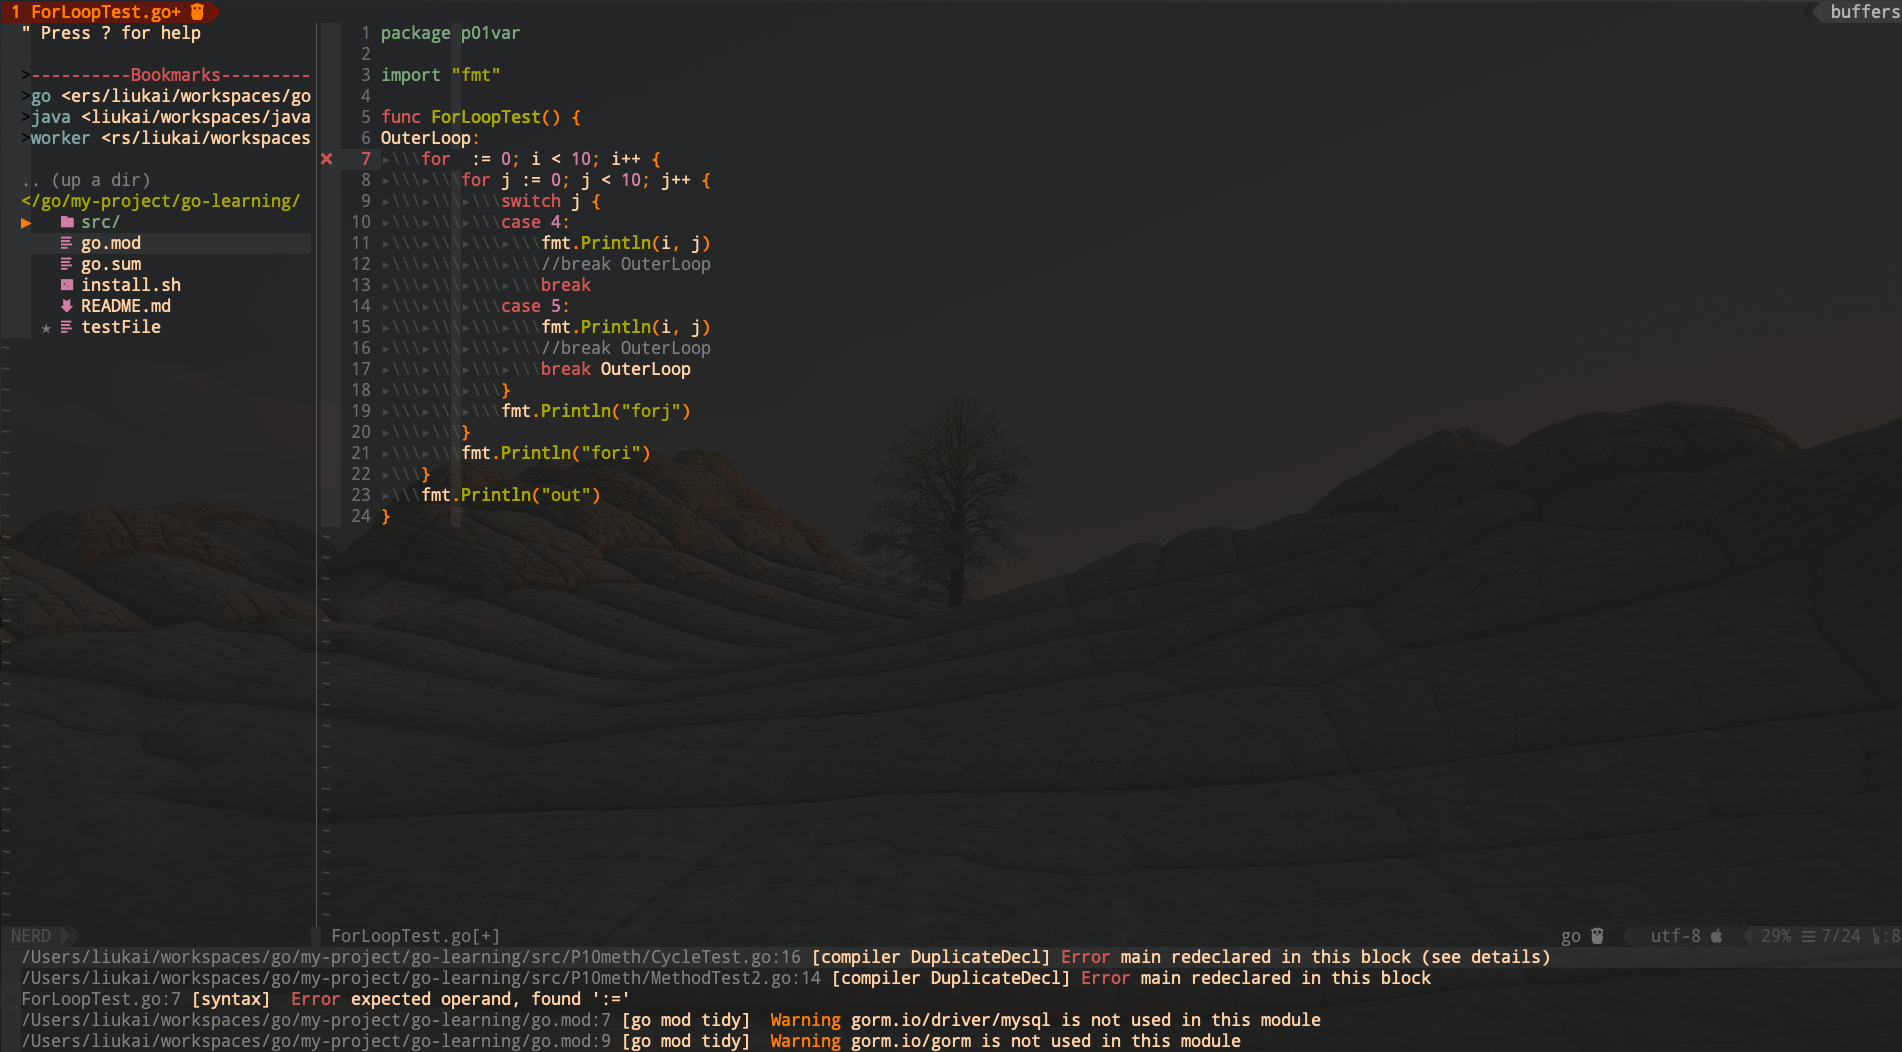 1 ForLoopTest.go+
buffers
" Press ? for help
>----------Bookmarks---------
>go <ers/liukai/workspaces/go
>java <liukai/workspaces/java
>worker <rs/liukai/workspaces
.. (up a dir)
</go/my-project/go-learning/
▸ src/
go.mod
go.sum
install.sh
README.md
★ testFile
1 package p01var
2
3 import "fmt"
4
5 func ForLoopTest() {
6 OuterLoop:
✕ 7 ▸\\\for  := 0; i < 10; i++ {
8 ▸\\\▸\\\for j := 0; j < 10; j++ {
9 ▸\\\▸\\\▸\\\switch j {
10 ▸\\\▸\\\▸\\\case 4:
11 ▸\\\▸\\\▸\\\▸\\\fmt.Println(i, j)
12 ▸\\\▸\\\▸\\\▸\\\//break OuterLoop
13 ▸\\\▸\\\▸\\\▸\\\break
14 ▸\\\▸\\\▸\\\case 5:
15 ▸\\\▸\\\▸\\\▸\\\fmt.Println(i, j)
16 ▸\\\▸\\\▸\\\▸\\\//break OuterLoop
17 ▸\\\▸\\\▸\\\▸\\\break OuterLoop
18 ▸\\\▸\\\▸\\\}
19 ▸\\\▸\\\▸\\\fmt.Println("forj")
20 ▸\\\▸\\\}
21 ▸\\\▸\\\fmt.Println("fori")
22 ▸\\\}
23 ▸\\\fmt.Println("out")
24 }
NERD
ForLoopTest.go[+]
go utf-8 29% ☰ 7/24 :8
/Users/liukai/workspaces/go/my-project/go-learning/src/P10meth/CycleTest.go:16 [compiler DuplicateDecl] Error main redeclared in this block (see details)
/Users/liukai/workspaces/go/my-project/go-learning/src/P10meth/MethodTest2.go:14 [compiler DuplicateDecl] Error main redeclared in this block
ForLoopTest.go:7 [syntax]  Error expected operand, found ':='
/Users/liukai/workspaces/go/my-project/go-learning/go.mod:7 [go mod tidy]  Warning gorm.io/driver/mysql is not used in this module
/Users/liukai/workspaces/go/my-project/go-learning/go.mod:9 [go mod tidy]  Warning gorm.io/gorm is not used in this module